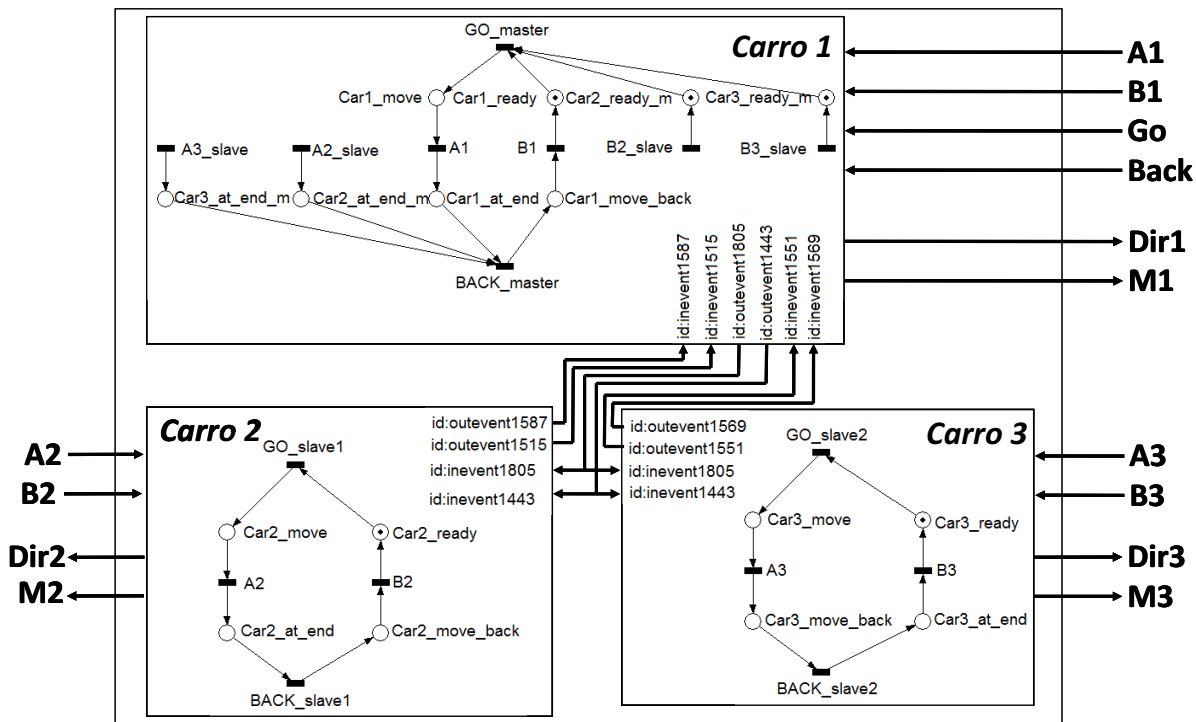 GO_master
Carro 1
Car1_move
Car1_ready
Car2_ready_m
Car3_ready_m
A3_slave
A2_slave
A1
B1
B2_slave
B3_slave
Car3_at_end_m
Car2_at_end_m
Car1_at_end
Car1_move_back
BACK_master
id:inevent1587
id:inevent1515
id:outevent1805
id:outevent1443
id:inevent1551
id:inevent1569
A1
B1
Go
Back
Dir1
M1
Carro 2
id:outevent1587
id:outevent1515
id:inevent1805
id:inevent1443
GO_slave1
Car2_move
Car2_ready
A2
B2
Car2_at_end
Car2_move_back
BACK_slave1
A2
B2
Dir2
M2
id:outevent1569
id:outevent1551
id:inevent1805
id:inevent1443
GO_slave2
Carro 3
Car3_move
Car3_ready
A3
B3
Car3_move_back
Car3_at_end
BACK_slave2
A3
B3
Dir3
M3